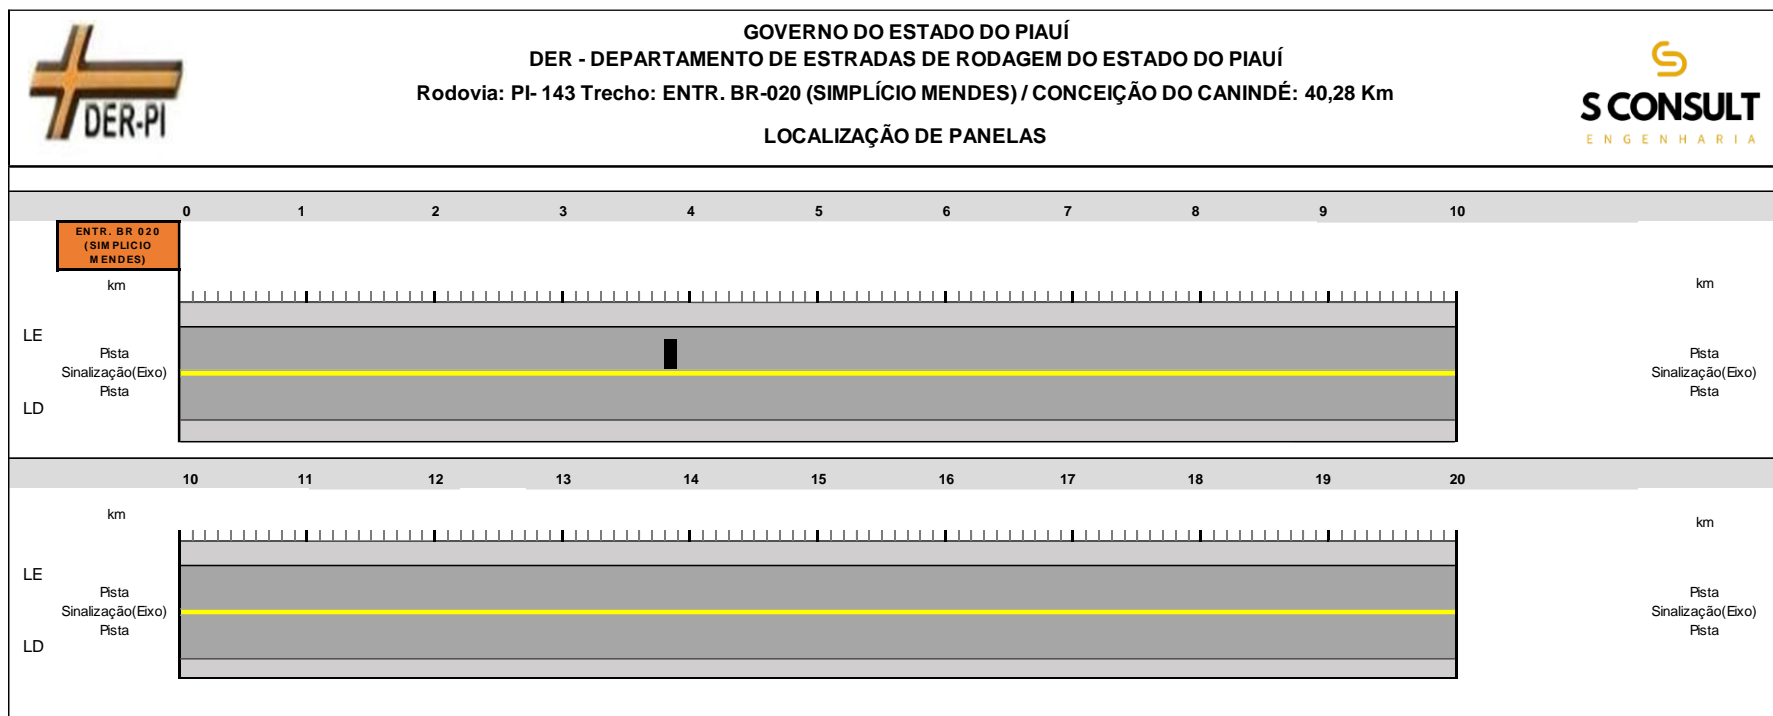 DER-PI
GOVERNO DO ESTADO DO PIAUÍ
DER - DEPARTAMENTO DE ESTRADAS DE RODAGEM DO ESTADO DO PIAUÍ
Rodovia: PI- 143 Trecho: ENTR. BR-020 (SIMPLÍCIO MENDES) / CONCEIÇÃO DO CANINDÉ: 40,28 Km
LOCALIZAÇÃO DE PANELAS
S CONSULT
ENGENHARIA
0 1 2 3 4 5 6 7 8 9 10
ENTR. BR 020
(SIMPLICIO
MENDES)
km km
LE
Pista Pista
Sinalização(Eixo) Sinalização(Eixo)
Pista Pista
LD
10 11 12 13 14 15 16 17 18 19 20
km km
LE
Pista Pista
Sinalização(Eixo) Sinalização(Eixo)
Pista Pista
LD